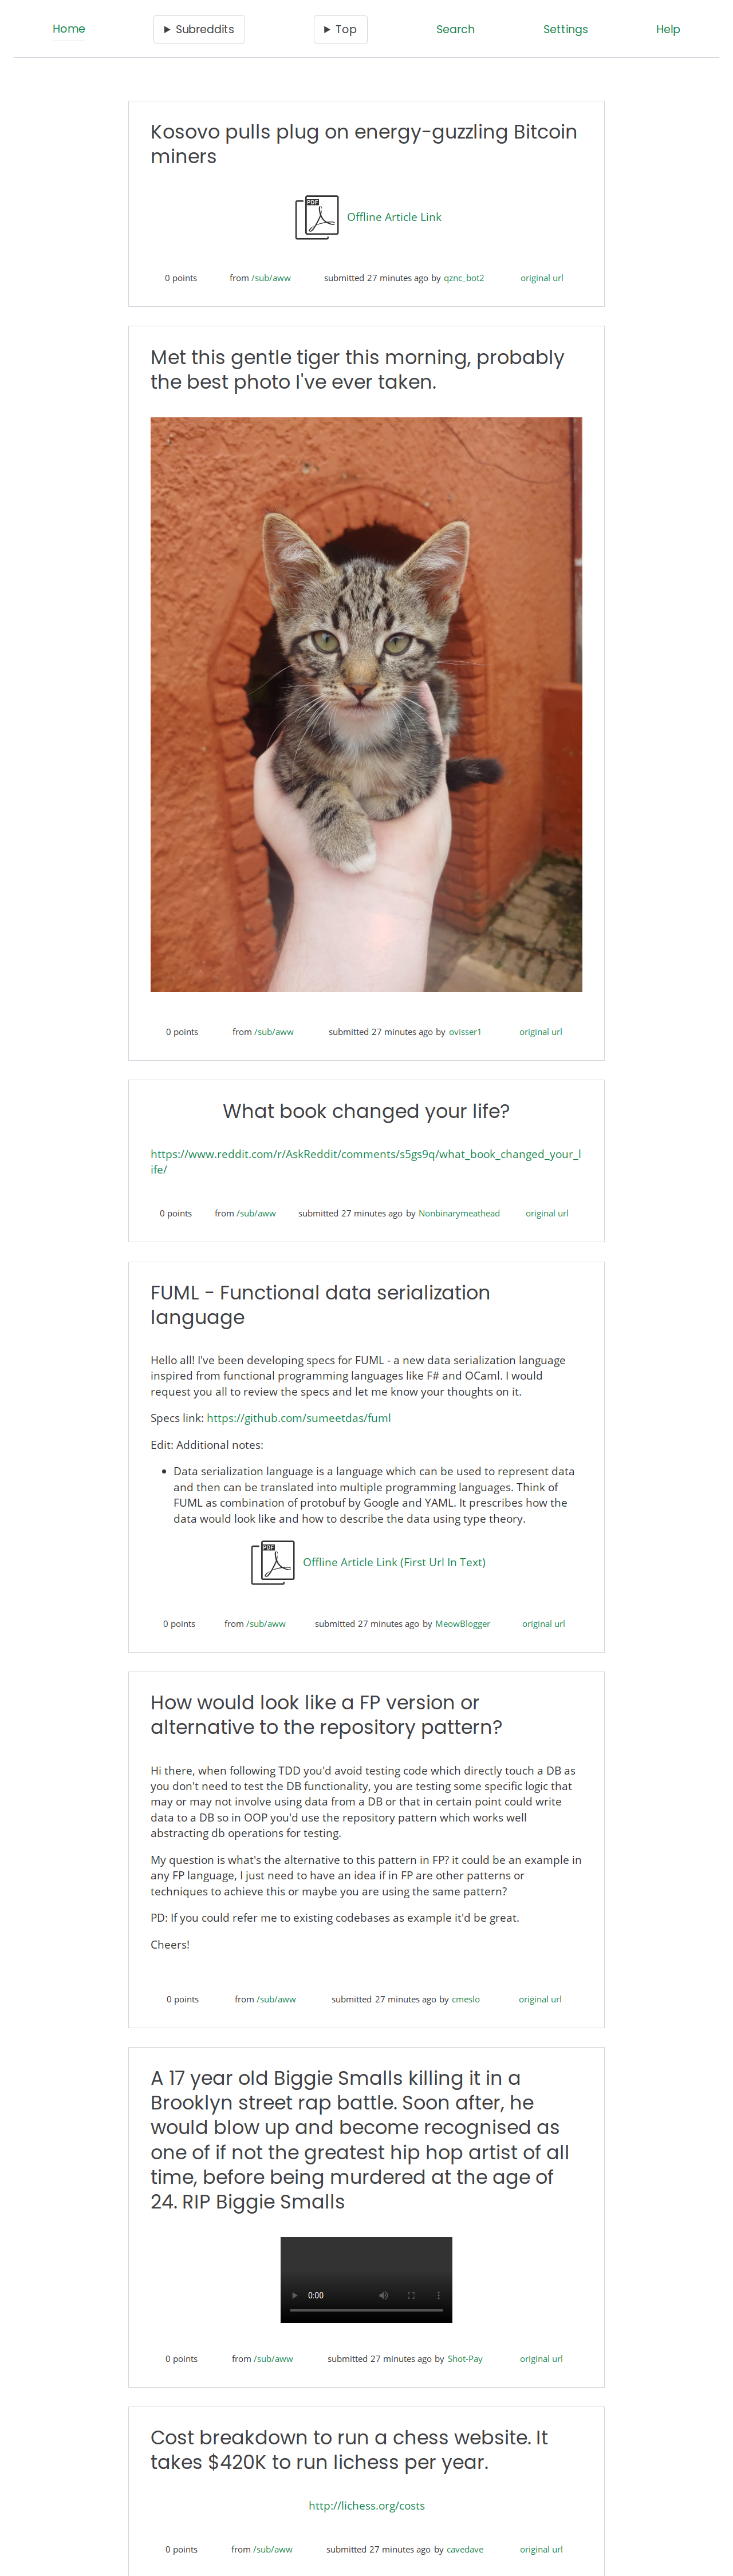 Home ▶ Subreddits ▶ Top Search Settings Help
Kosovo pulls plug on energy-guzzling Bitcoin
miners
PDF Offline Article Link
0 points from /sub/aww submitted 27 minutes ago by qznc_bot2 original url
Met this gentle tiger this morning, probably
the best photo I've ever taken.
0 points from /sub/aww submitted 27 minutes ago by ovisser1 original url
What book changed your life?
https://www.reddit.com/r/AskReddit/comments/s5gs9q/what_book_changed_your_l
ife/
0 points from /sub/aww submitted 27 minutes ago by Nonbinarymeathead original url
FUML - Functional data serialization
language
Hello all! I've been developing specs for FUML - a new data serialization language
inspired from functional programming languages like F# and OCaml. I would
request you all to review the specs and let me know your thoughts on it.
Specs link: https://github.com/sumeetdas/fuml
Edit: Additional notes:
• Data serialization language is a language which can be used to represent data
and then can be translated into multiple programming languages. Think of
FUML as combination of protobuf by Google and YAML. It prescribes how the
data would look like and how to describe the data using type theory.
PDF Offline Article Link (First Url In Text)
0 points from /sub/aww submitted 27 minutes ago by MeowBlogger original url
How would look like a FP version or
alternative to the repository pattern?
Hi there, when following TDD you'd avoid testing code which directly touch a DB as
you don't need to test the DB functionality, you are testing some specific logic that
may or may not involve using data from a DB or that in certain point could write
data to a DB so in OOP you'd use the repository pattern which works well
abstracting db operations for testing.
My question is what's the alternative to this pattern in FP? it could be an example in
any FP language, I just need to have an idea if in FP are other patterns or
techniques to achieve this or maybe you are using the same pattern?
PD: If you could refer me to existing codebases as example it'd be great.
Cheers!
0 points from /sub/aww submitted 27 minutes ago by cmeslo original url
A 17 year old Biggie Smalls killing it in a
Brooklyn street rap battle. Soon after, he
would blow up and become recognised as
one of if not the greatest hip hop artist of all
time, before being murdered at the age of
24. RIP Biggie Smalls
0:00
0 points from /sub/aww submitted 27 minutes ago by Shot-Pay original url
Cost breakdown to run a chess website. It
takes $420K to run lichess per year.
http://lichess.org/costs
0 points from /sub/aww submitted 27 minutes ago by cavedave original url